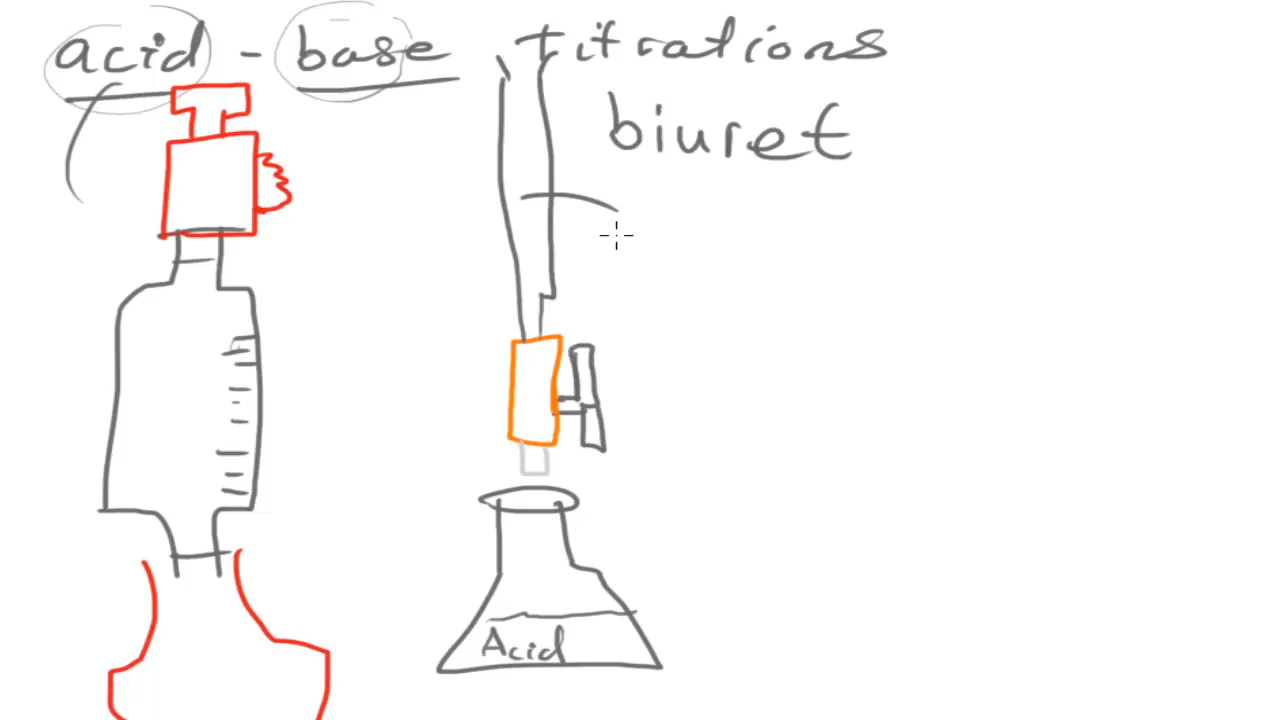 acid - base titrations
biuret
Acid